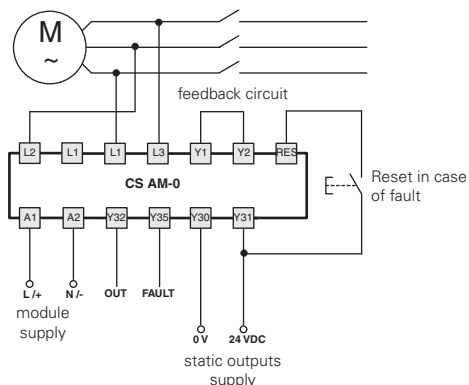 M
~
feedback circuit
L2 L1 L1 L3 Y1 Y2 RES
CS AM-0
Reset in case
of fault
A1 A2 Y32 Y35 Y30 Y31
L /+ N /- OUT FAULT
module
supply
0 V 24 VDC
static outputs
supply